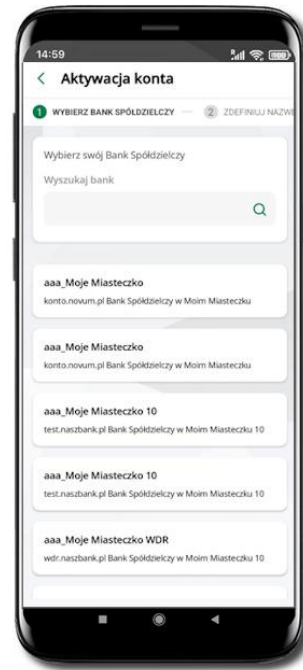 14:59
Aktywacja konta
1 WYBIERZ BANK SPÓŁDZIELCZY 2 ZDEFINIUJ NAZWĘ
Wybierz swój Bank Spółdzielczy
Wyszukaj bank
aaa_Moje Miasteczko
konto.novum.pl Bank Spółdzielczy w Moim Miasteczku
aaa_Moje Miasteczko
konto.novum.pl Bank Spółdzielczy w Moim Miasteczku
aaa_Moje Miasteczko 10
test.naszbank.pl Bank Spółdzielczy w Moim Miasteczku 10
aaa_Moje Miasteczko 10
test.naszbank.pl Bank Spółdzielczy w Moim Miasteczku 10
aaa_Moje Miasteczko WDR
wdr.naszbank.pl Bank Spółdzielczy w Moim Miasteczku 10